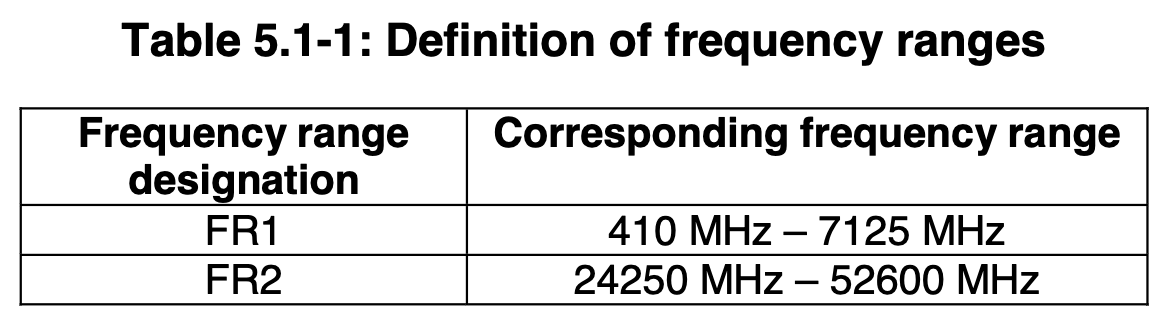 Table 5.1-1: Definition of frequency ranges
Frequency range designation | Corresponding frequency range
FR1 | 410 MHz – 7125 MHz
FR2 | 24250 MHz – 52600 MHz